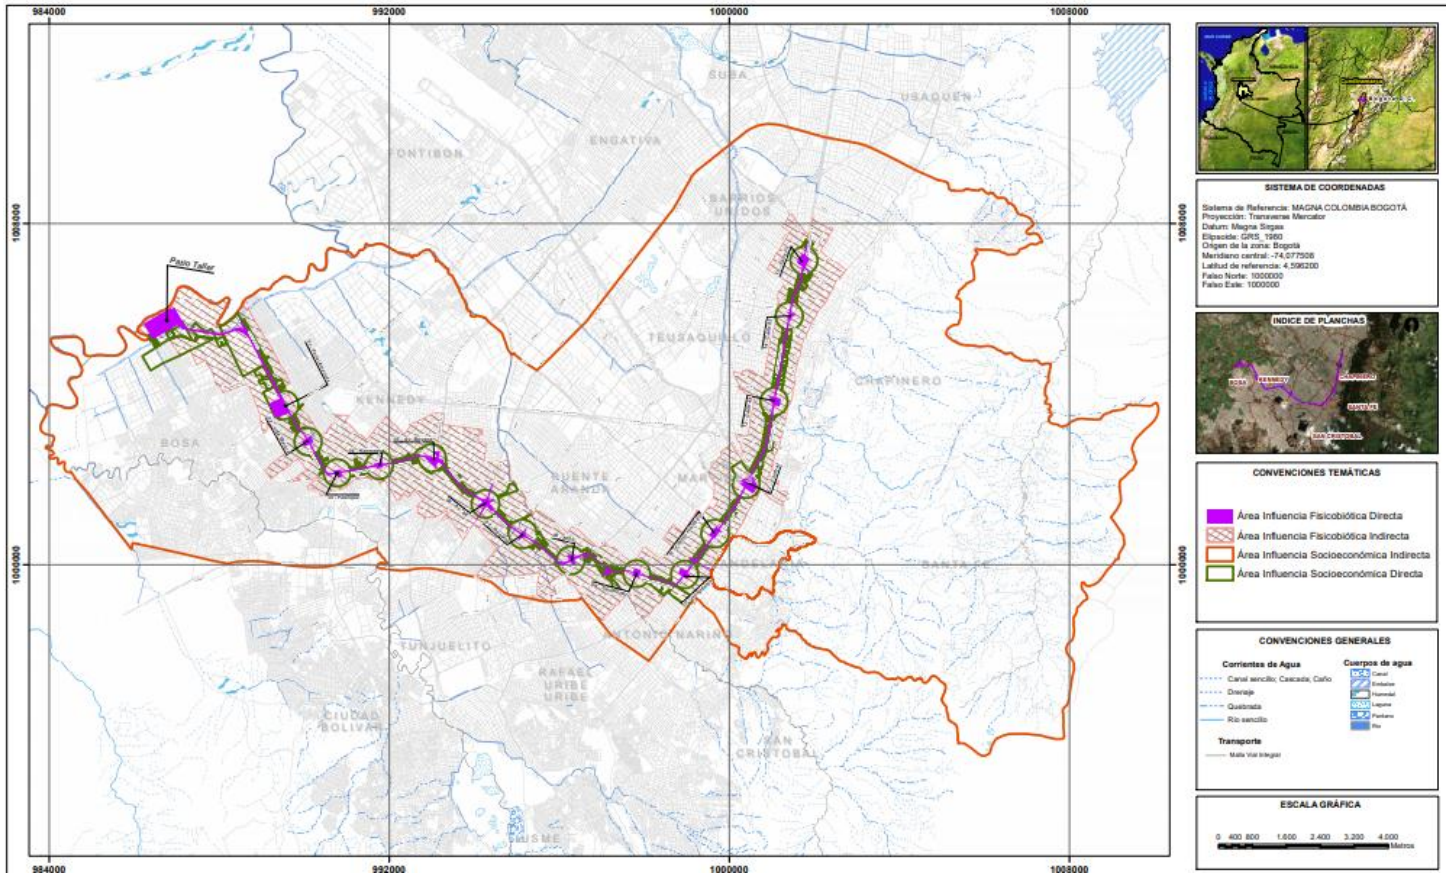 984000
992000
1000000
1008000
SUBA
USAQUEN
ENGATIVA
FONTIBON
BARRIOS
UNIDOS
1008000
1008000
Patio Taller
TEUSAQUILLO
CHAPINERO
KENNEDY
BOSA
PUENTE
ARANDA
1000000
1000000
SANTA FE
ANTONIO NARIÑO
TUNJUELITO
RAFAEL
URIBE
URIBE
CIUDAD
BOLIVAR
SAN
CRISTOBAL
USME
984000
992000
1000000
1008000
SISTEMA DE COORDENADAS
Sistema de Referencia: MAGNA COLOMBIA BOGOTÁ
Proyección: Transverse Mercator
Datum: Magna Sirgas
Elipsoide: GRS_1980
Origen de la zona: Bogotá
Meridiano central: -74,077508
Latitud de referencia: 4,596200
Falso Norte: 1000000
Falso Este: 1000000
INDICE DE PLANCHAS
BOSA
KENNEDY
CHAPINERO
SANTA FE
SAN CRISTOBAL
CONVENCIONES TEMÁTICAS
Área Influencia Fisicobiótica Directa
Área Influencia Fisicobiótica Indirecta
Área Influencia Socioeconómica Indirecta
Área Influencia Socioeconómica Directa
CONVENCIONES GENERALES
Corrientes de Agua
Canal sencillo; Cascada; Caño
Drenaje
Quebrada
Río sencillo
Transporte
Malla Vial Integral
Cuerpos de agua
Canal
Embalse
Humedal
Laguna
Pantano
Río
ESCALA GRÁFICA
0 400 800 1.600 2.400 3.200 4.000
Metros